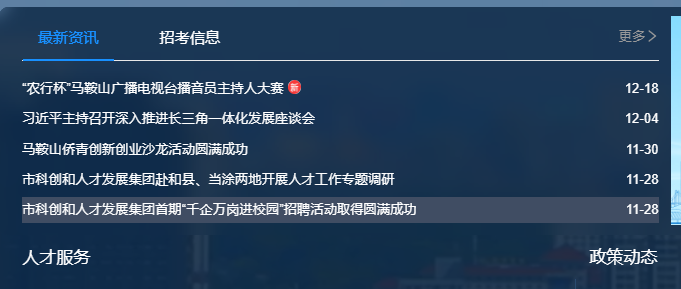 最新资讯 招考信息 更多
“农行杯”马鞍山广播电视台播音员主持人大赛 新 12-18
习近平主持召开深入推进长三角一体化发展座谈会 12-04
马鞍山侨青创新创业沙龙活动圆满成功 11-30
市科创和人才发展集团赴和县、当涂两地开展人才工作专题调研 11-28
市科创和人才发展集团首期“千企万岗进校园”招聘活动取得圆满成功 11-28
人才服务 政策动态